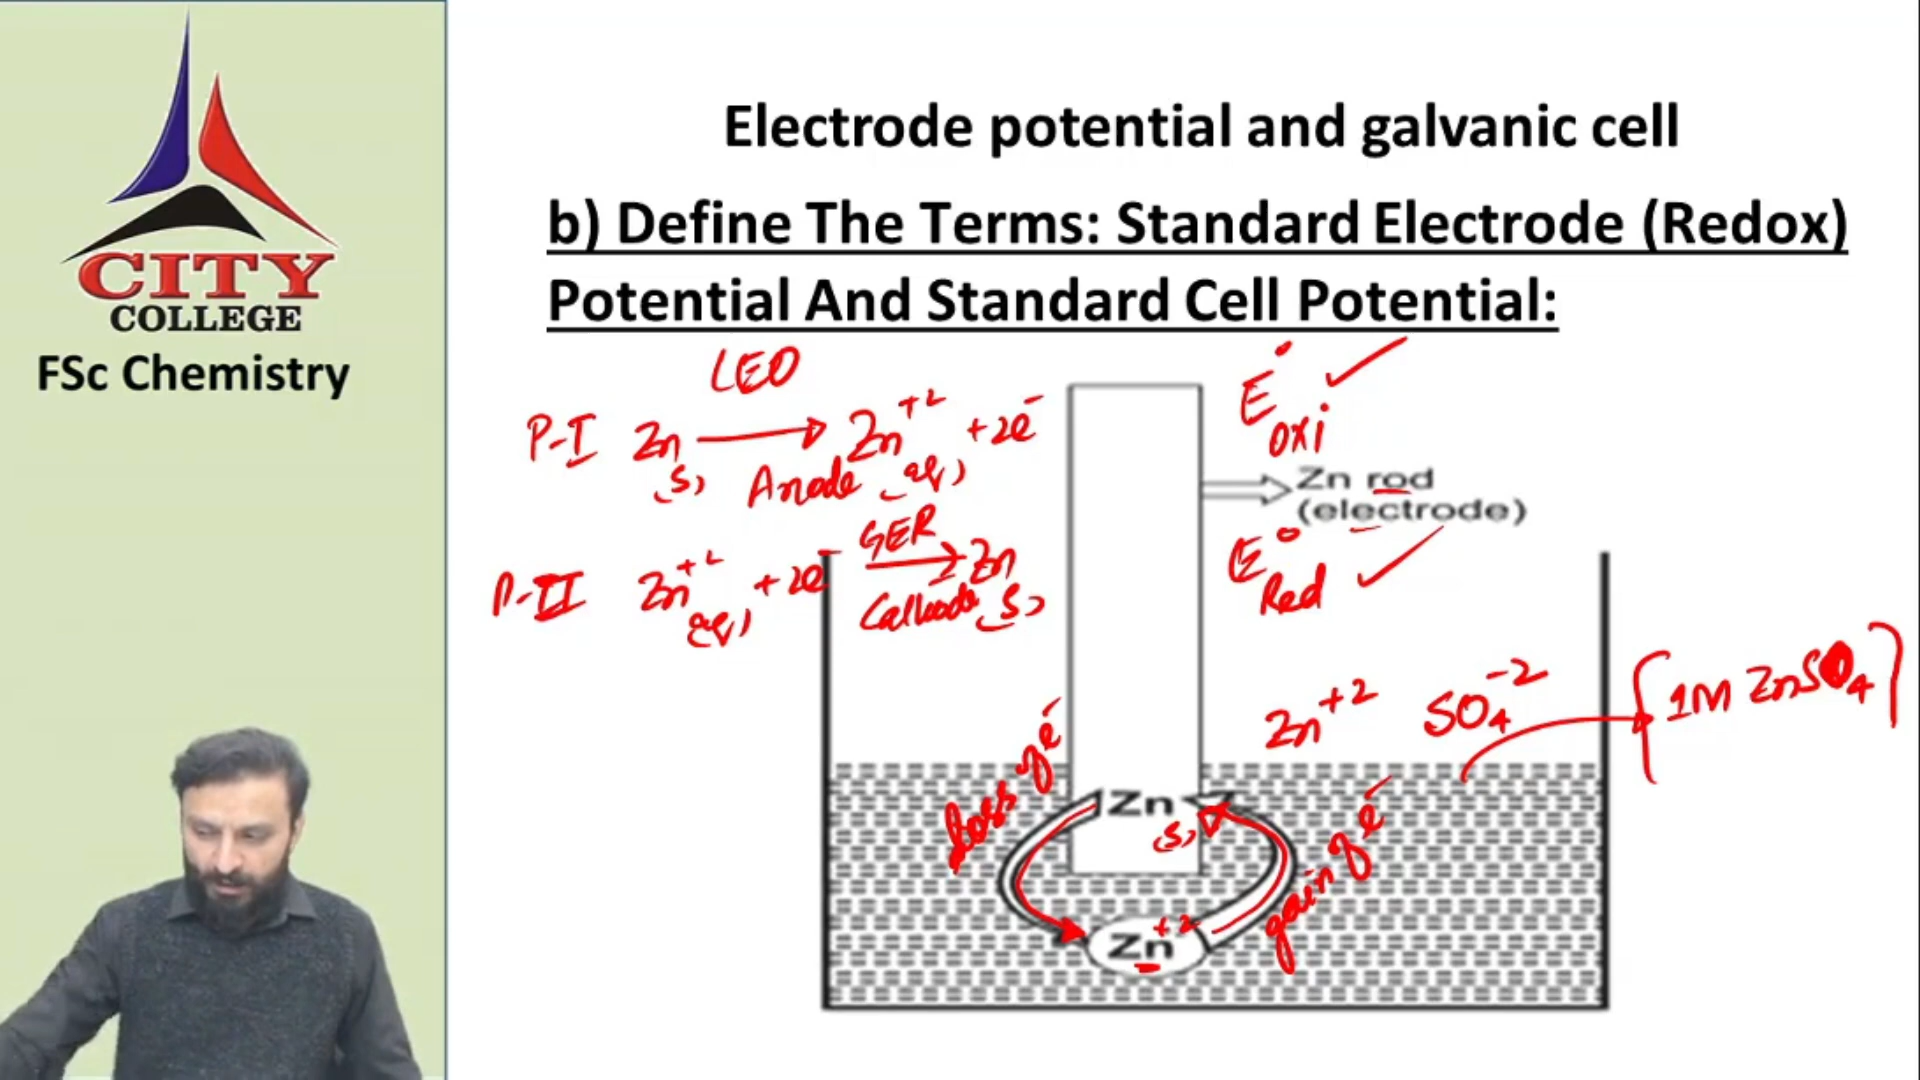 CITY
COLLEGE
FSc Chemistry
Electrode potential and galvanic cell
b) Define The Terms: Standard Electrode (Redox)
Potential And Standard Cell Potential:
LEO
P-I Zn(s) → Zn+2(aq) + 2e-
Anode
E° oxi ✓
Zn rod
(electrode)
GER
P-II Zn+2(aq) + 2e- → Zn(s)
Cathode
E° Red ✓
Zn+2 SO4-2
[1M ZnSO4]
Loss of e-
gain of e-
Zn(s)
Zn+2